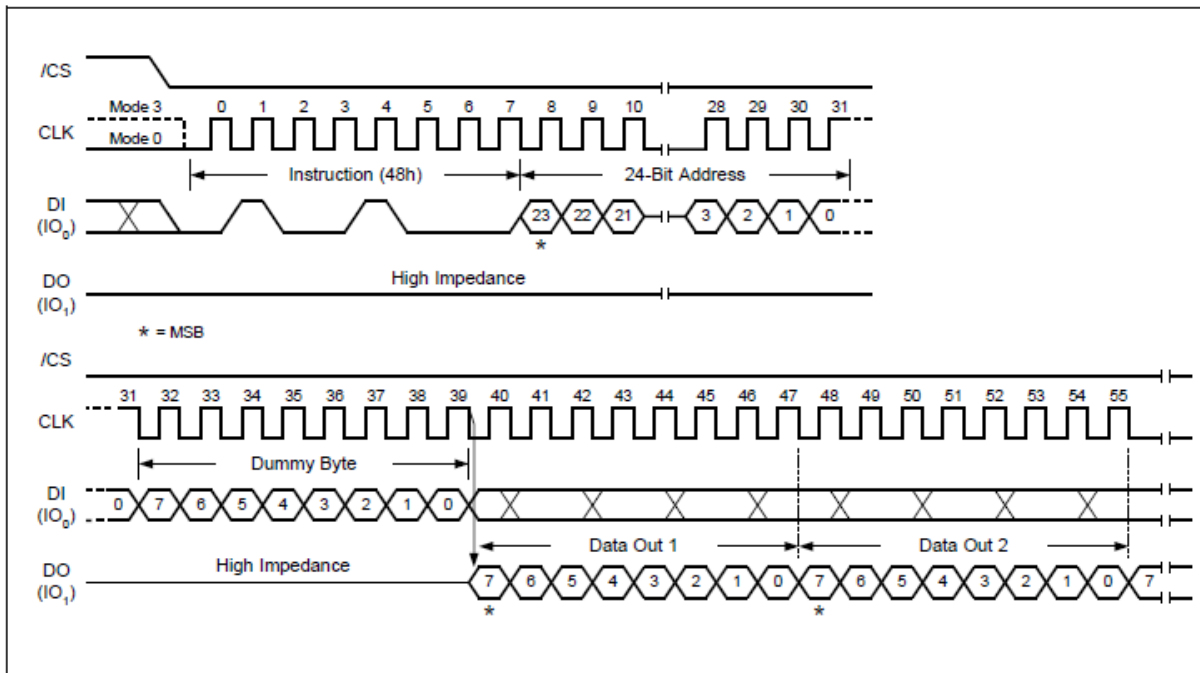 /CS
Mode 3 0 1 2 3 4 5 6 7 8 9 10 28 29 30 31
CLK Mode 0
Instruction (48h) 24-Bit Address
DI
(IO0) 23 22 21 3 2 1 0
*
DO High Impedance
(IO1)
* = MSB
/CS
31 32 33 34 35 36 37 38 39 40 41 42 43 44 45 46 47 48 49 50 51 52 53 54 55
CLK
Dummy Byte
DI
(IO0) 0 7 6 5 4 3 2 1 0
Data Out 1 Data Out 2
DO High Impedance
(IO1) 7 6 5 4 3 2 1 0 7 6 5 4 3 2 1 0 7
* *